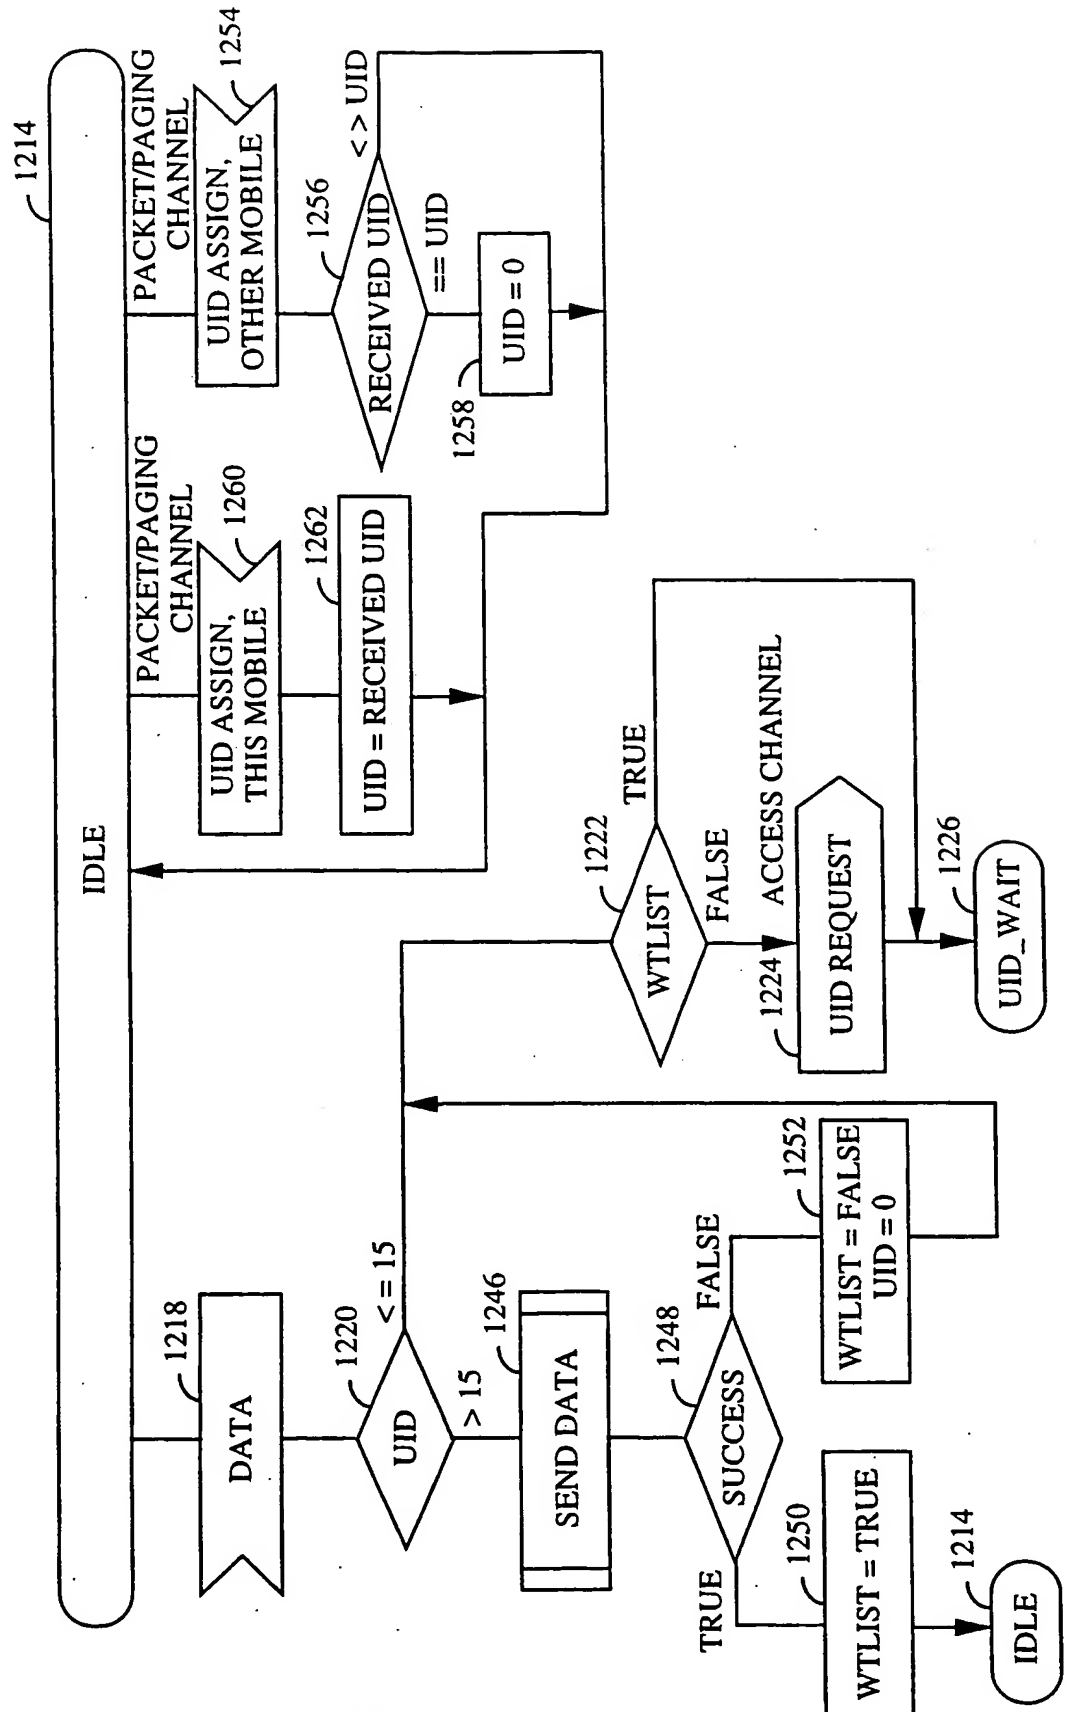 1214
IDLE
1218
DATA
1220
UID
< = 15
> 15
1246
SEND DATA
1248
SUCCESS
TRUE
FALSE
1250
WTLIST = TRUE
1214
IDLE
1252
WTLIST = FALSE
UID = 0
1222
WTLIST
TRUE
FALSE
ACCESS CHANNEL
1224
UID REQUEST
1226
UID_WAIT
PACKET/PAGING
CHANNEL
1260
UID ASSIGN,
THIS MOBILE
1262
UID = RECEIVED UID
PACKET/PAGING
CHANNEL
1254
UID ASSIGN,
OTHER MOBILE
1256
RECEIVED UID
< > UID
== UID
1258
UID = 0